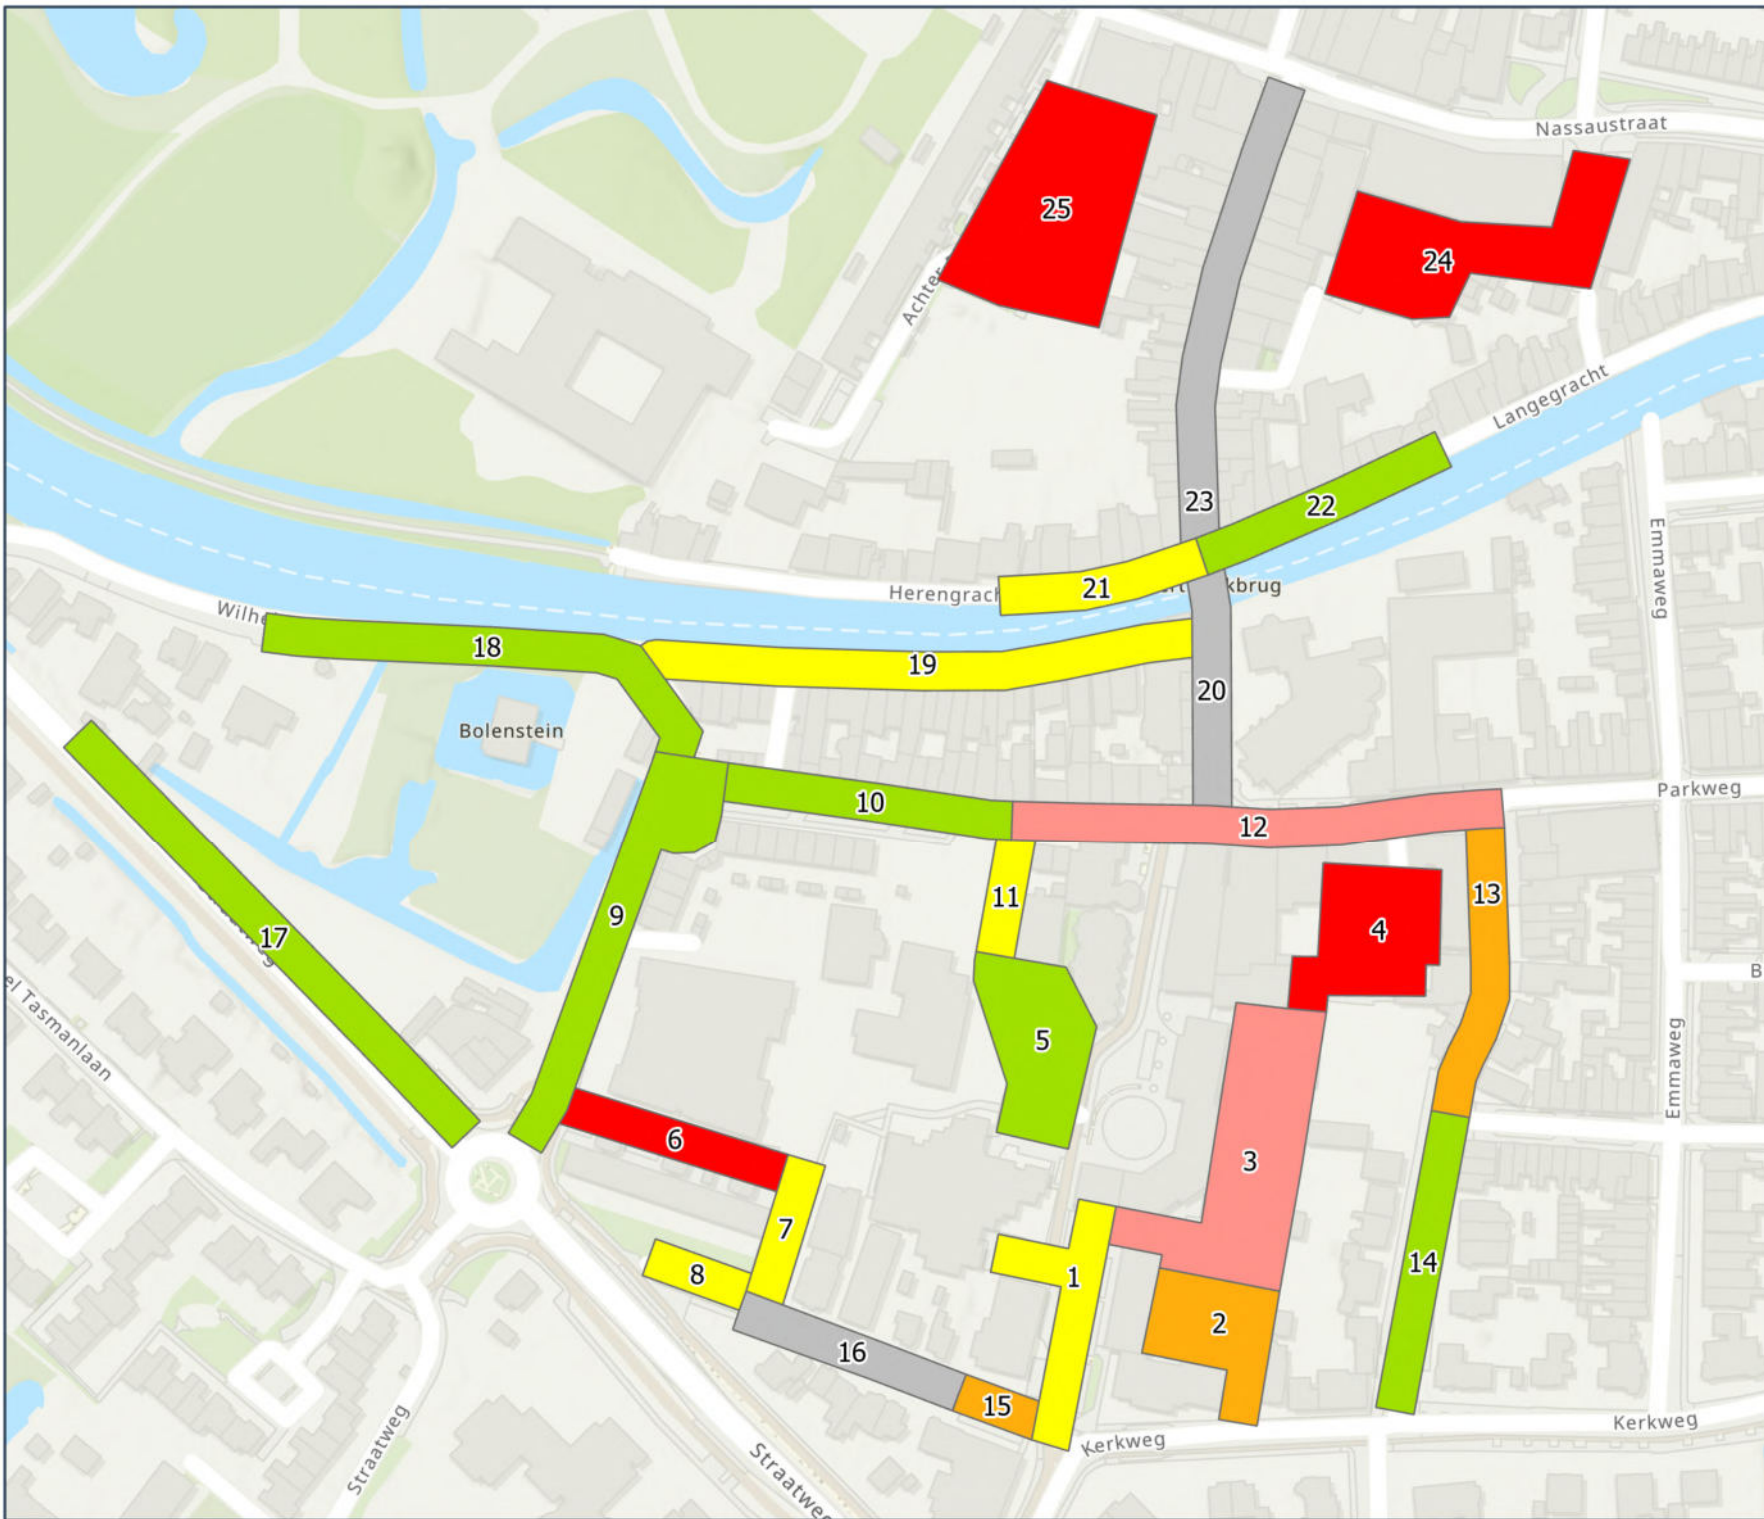 Nassaustraat
25
24
Achter
Langegracht
23
22
Emmaweg
Herengrach
21
kbrug
Wilhe
18
19
20
Bolenstein
Parkweg
10
12
11
13
9
4
17
B
el Tasmanlaan
5
Emmaweg
6
3
7
8
1
14
2
16
15
Straatweg
Kerkweg
Kerkweg
Straatweg